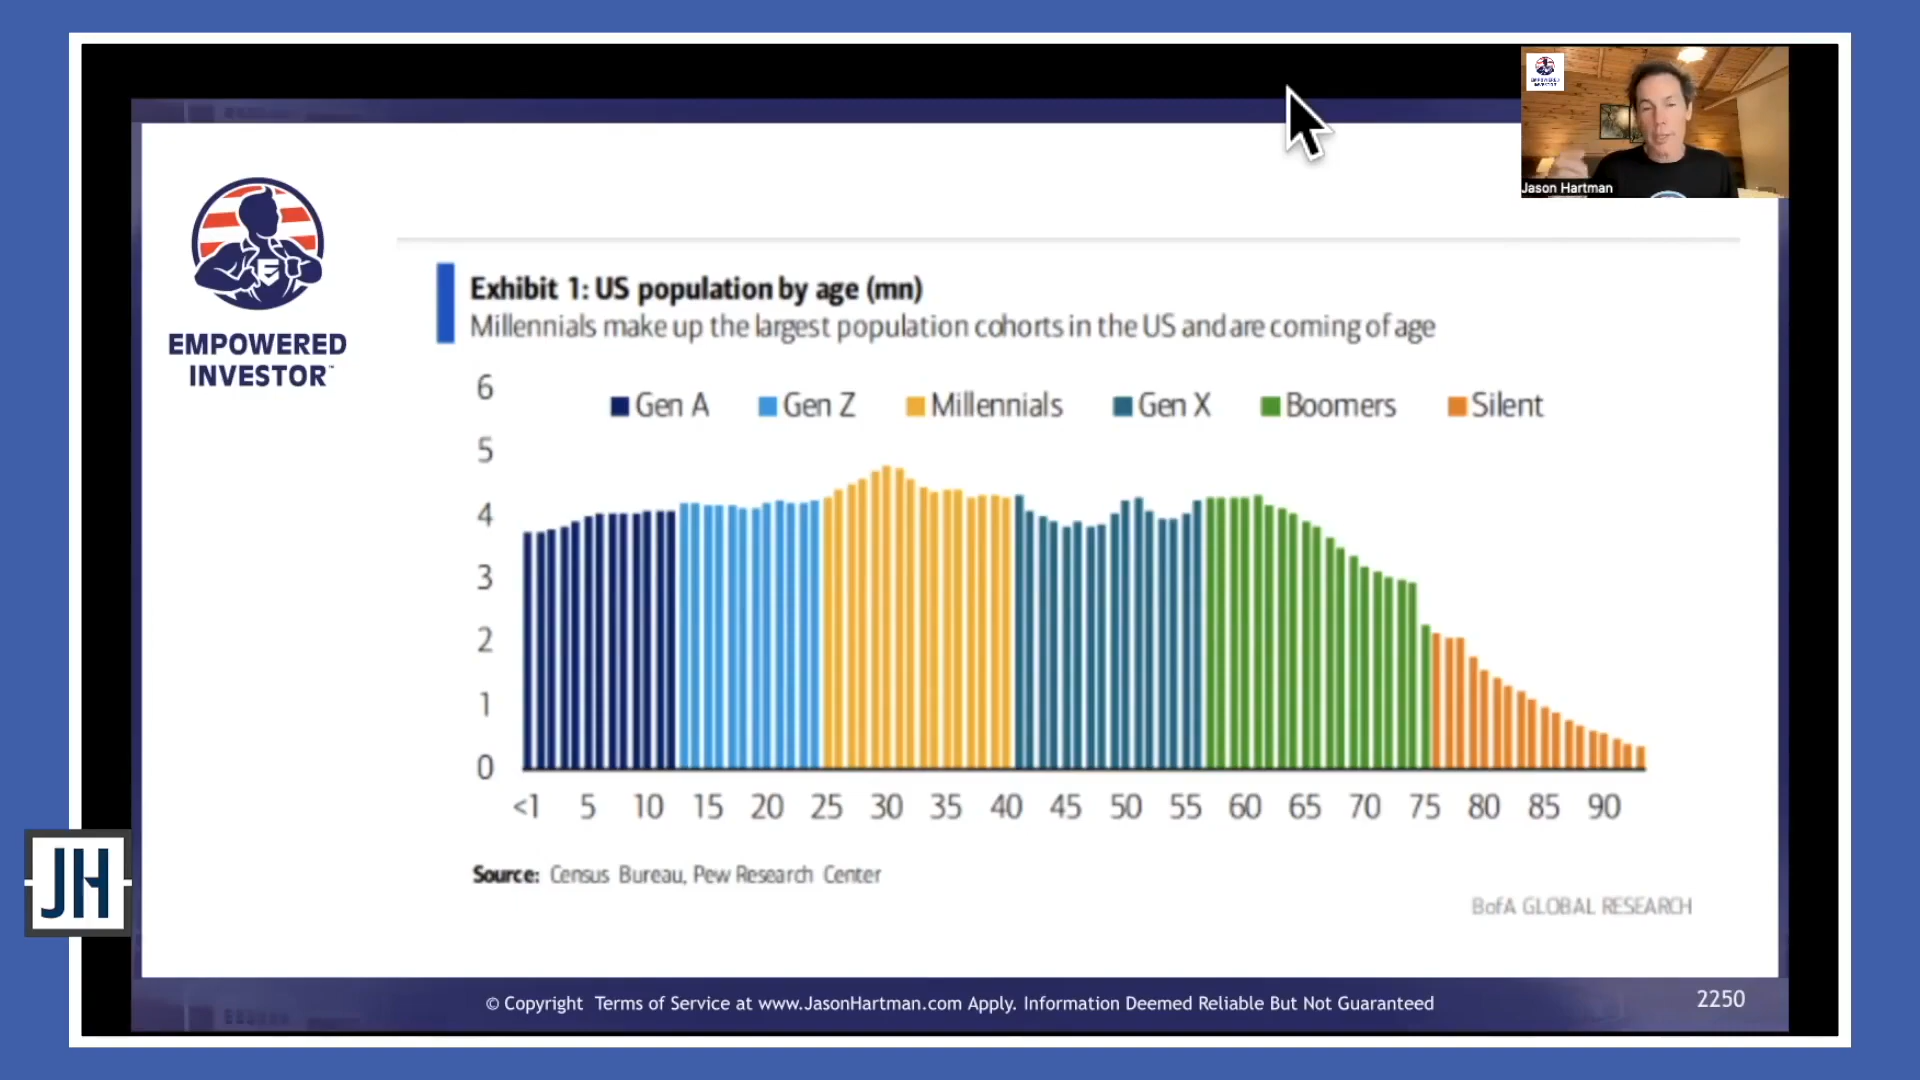 Jason Hartman
EMPOWERED
INVESTOR™
Exhibit 1: US population by age (mn)
Millennials make up the largest population cohorts in the US and are coming of age
6
Gen A Gen Z Millennials Gen X Boomers Silent
5
4
3
2
1
0
<1 5 10 15 20 25 30 35 40 45 50 55 60 65 70 75 80 85 90
Source: Census Bureau, Pew Research Center
BofA GLOBAL RESEARCH
JH
© Copyright Terms of Service at www.JasonHartman.com Apply. Information Deemed Reliable But Not Guaranteed
2250